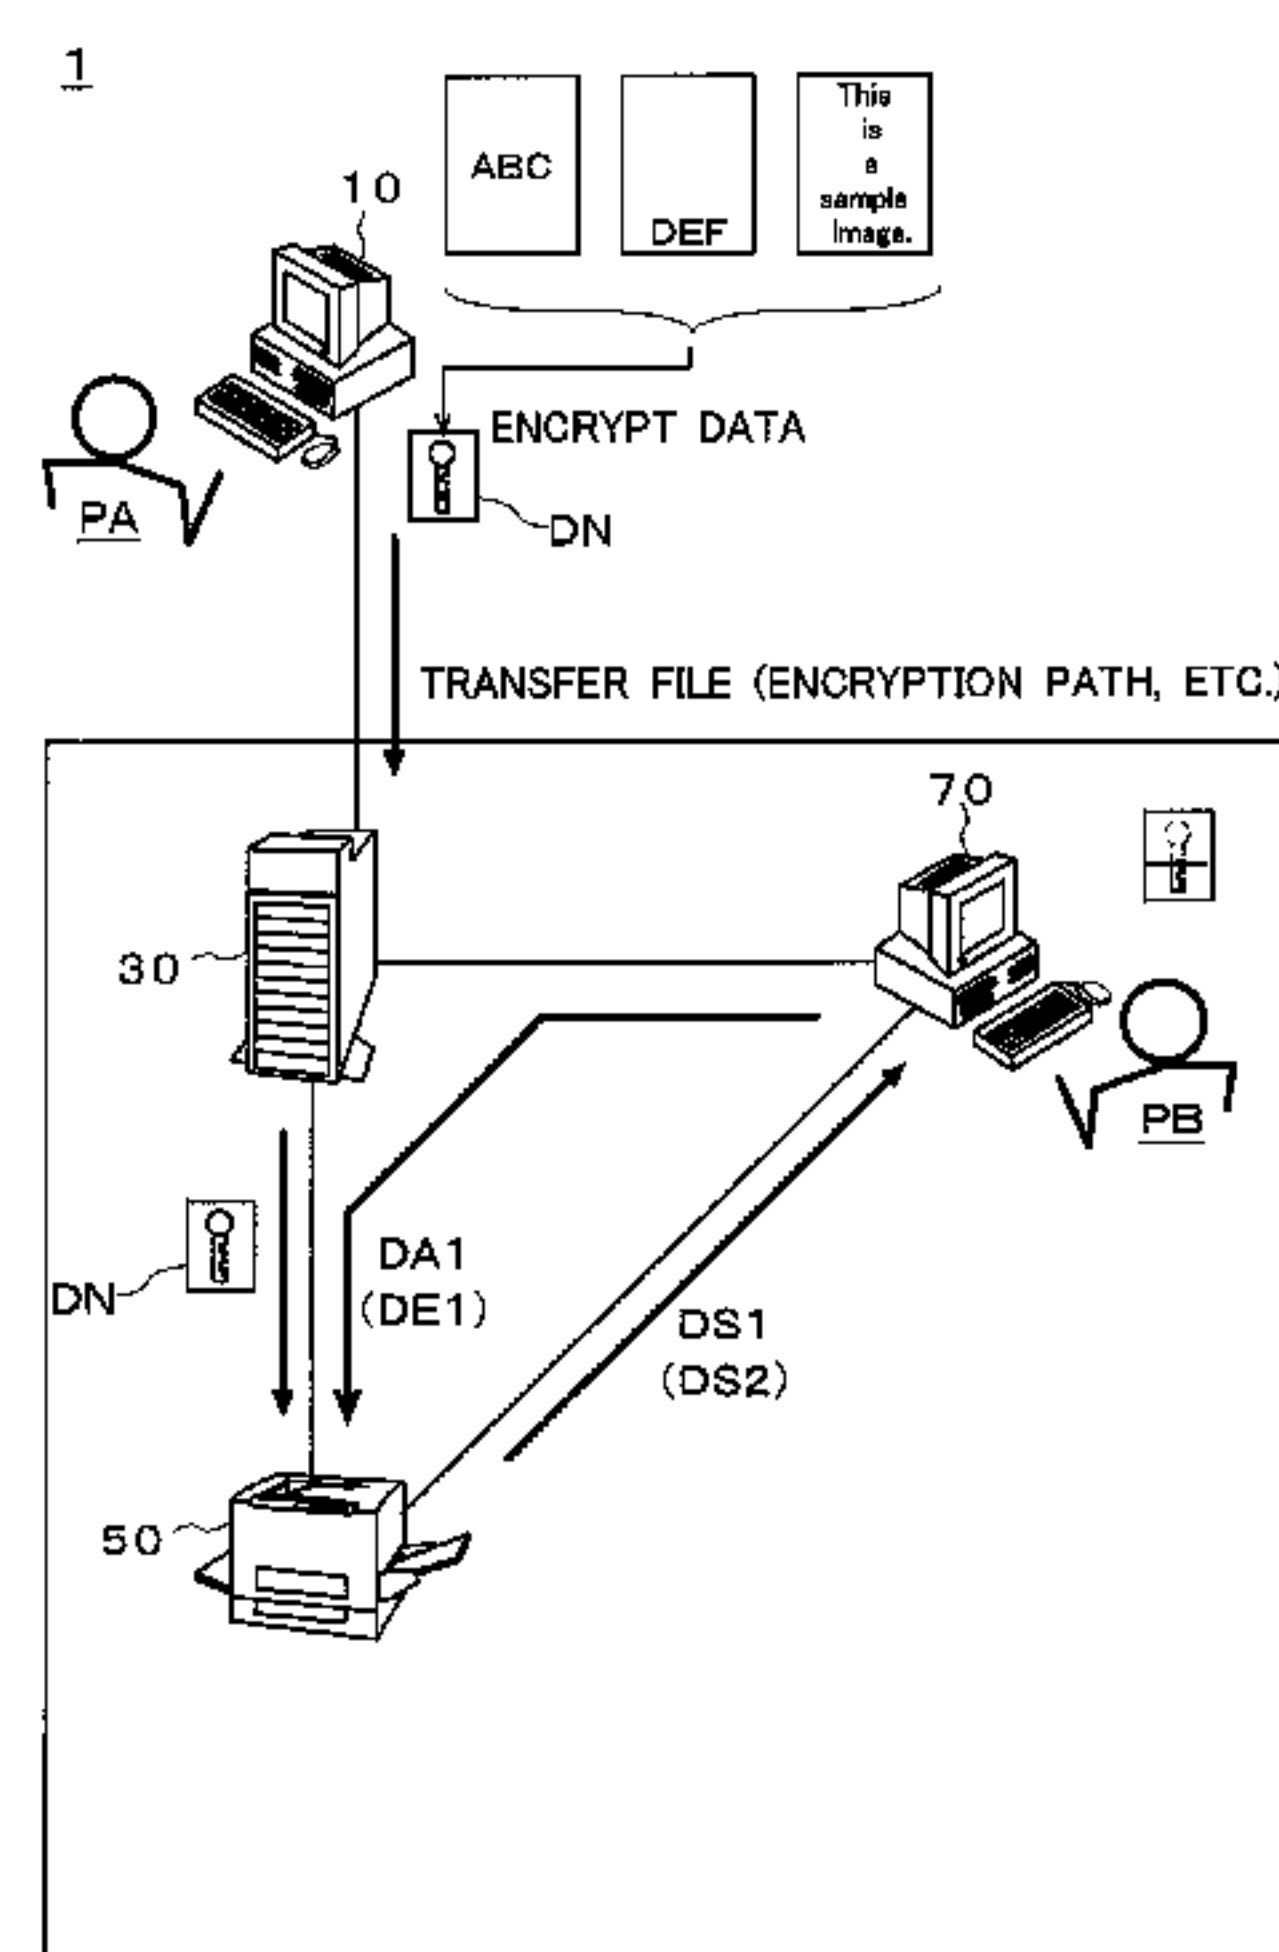 1
10
ABC
DEF
This
is
a
sample
Image.
ENCRYPT DATA
PA
DN
TRANSFER FILE (ENCRYPTION PATH, ETC.)
70
30
PB
DN
DA1
(DE1)
DS1
(DS2)
50